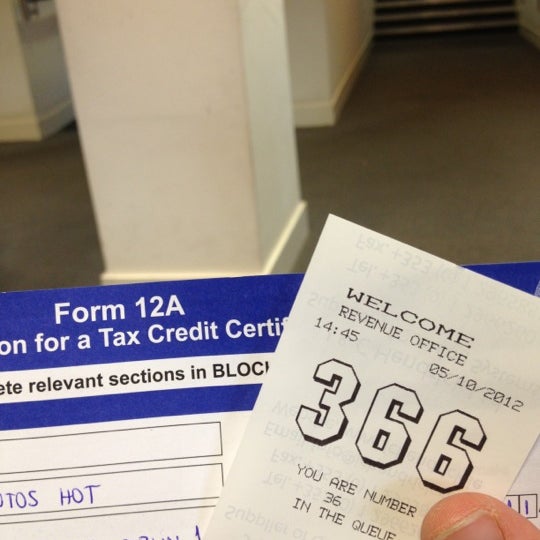 Form 12A
on for a Tax Credit Certif
ete relevant sections in BLOC
OTOS HOT
WELCOME
REVENUE OFFICE
14:45 05/10/2012
366
YOU ARE NUMBER
36
IN THE QUEUE